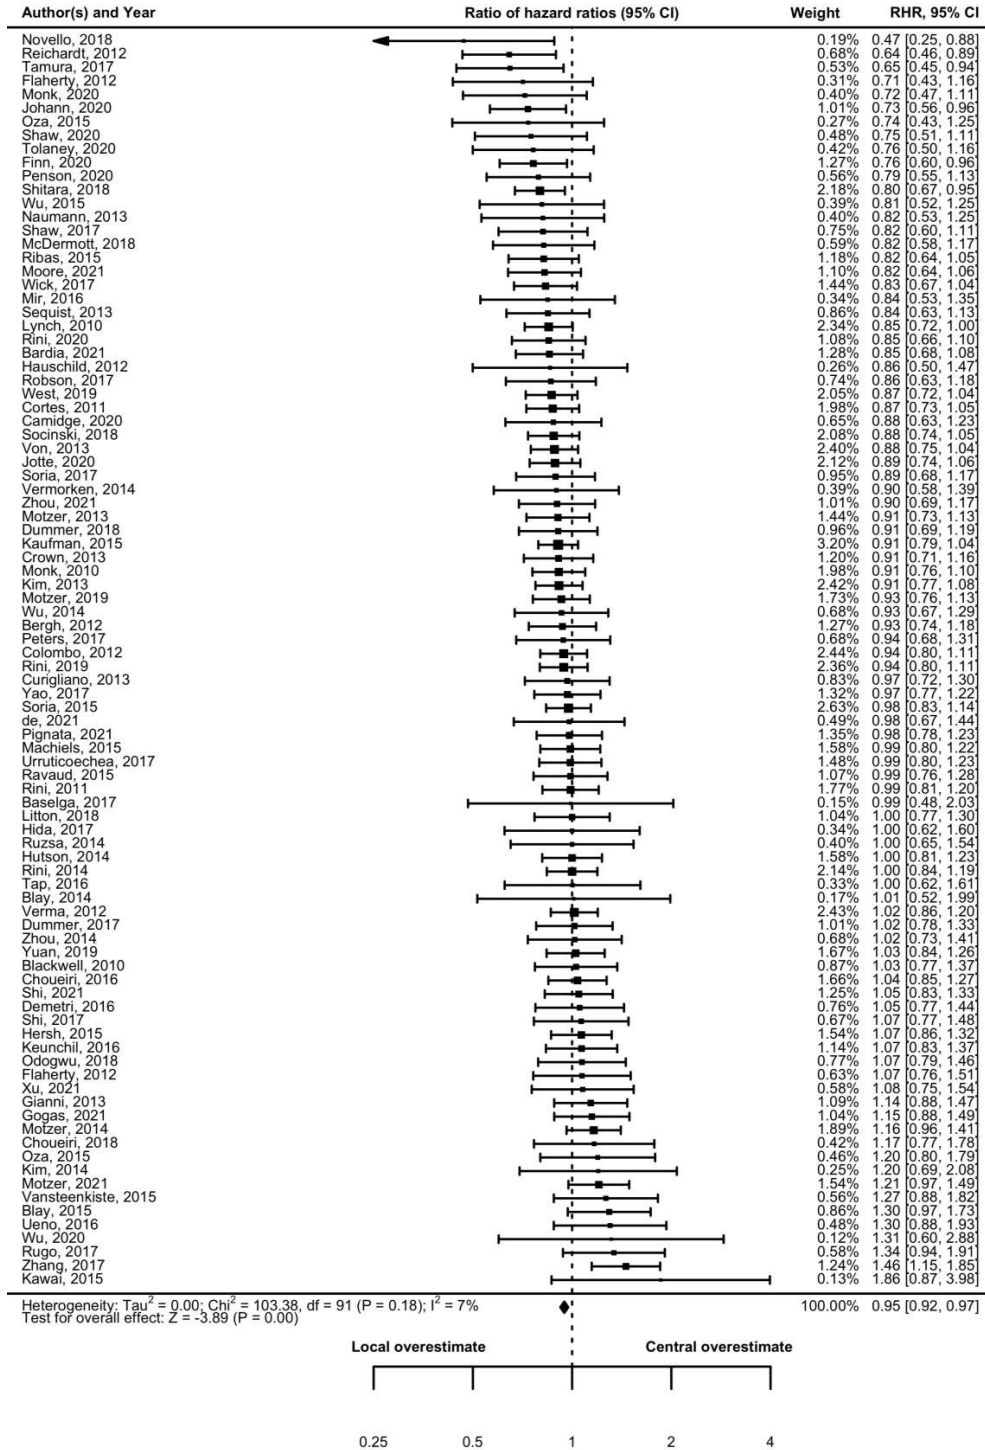 Author(s) and Year Ratio of hazard ratios (95% CI) Weight RHR, 95% CI
Novello, 2018 0.19% 0.47 [0.25, 0.88]
Reichardt, 2012 0.68% 0.64 [0.46, 0.89]
Tamura, 2017 0.53% 0.65 [0.45, 0.94]
Flaherty, 2012 0.31% 0.71 [0.43, 1.16]
Monk, 2020 0.40% 0.72 [0.47, 1.11]
Johann, 2020 1.01% 0.73 [0.56, 0.96]
Oza, 2015 0.27% 0.74 [0.43, 1.25]
Shaw, 2020 0.48% 0.75 [0.51, 1.11]
Tolaney, 2020 0.42% 0.76 [0.50, 1.16]
Finn, 2020 1.27% 0.76 [0.60, 0.96]
Penson, 2020 0.56% 0.79 [0.55, 1.13]
Shitara, 2018 2.18% 0.80 [0.67, 0.95]
Wu, 2015 0.39% 0.81 [0.52, 1.25]
Naumann, 2013 0.40% 0.82 [0.53, 1.25]
Shaw, 2017 0.75% 0.82 [0.60, 1.11]
McDermott, 2018 0.59% 0.82 [0.58, 1.17]
Ribas, 2015 1.18% 0.82 [0.64, 1.05]
Moore, 2021 1.10% 0.82 [0.64, 1.06]
Wick, 2017 1.44% 0.83 [0.67, 1.04]
Mir, 2016 0.34% 0.84 [0.53, 1.35]
Sequist, 2013 0.86% 0.84 [0.63, 1.13]
Lynch, 2010 2.34% 0.85 [0.72, 1.00]
Rini, 2020 1.08% 0.85 [0.66, 1.10]
Bardia, 2021 1.28% 0.85 [0.68, 1.08]
Hauschild, 2012 0.26% 0.86 [0.50, 1.47]
Robson, 2017 0.74% 0.86 [0.63, 1.18]
West, 2019 2.05% 0.87 [0.72, 1.04]
Cortes, 2011 1.98% 0.87 [0.73, 1.05]
Camidge, 2020 0.65% 0.88 [0.63, 1.23]
Socinski, 2018 2.08% 0.88 [0.74, 1.05]
Von, 2013 2.40% 0.88 [0.75, 1.04]
Jotte, 2020 2.12% 0.89 [0.74, 1.06]
Soria, 2017 0.95% 0.89 [0.68, 1.17]
Vermorken, 2014 0.39% 0.90 [0.58, 1.39]
Zhou, 2021 1.01% 0.90 [0.69, 1.17]
Motzer, 2013 1.44% 0.91 [0.73, 1.13]
Dummer, 2018 0.96% 0.91 [0.69, 1.19]
Kaufman, 2015 3.20% 0.91 [0.79, 1.04]
Crown, 2013 1.20% 0.91 [0.71, 1.16]
Monk, 2010 1.98% 0.91 [0.76, 1.10]
Kim, 2013 2.42% 0.91 [0.77, 1.08]
Motzer, 2019 1.73% 0.93 [0.76, 1.13]
Wu, 2014 0.68% 0.93 [0.67, 1.29]
Bergh, 2012 1.27% 0.93 [0.74, 1.18]
Peters, 2017 0.68% 0.94 [0.68, 1.31]
Colombo, 2012 2.44% 0.94 [0.80, 1.11]
Rini, 2019 2.36% 0.94 [0.80, 1.11]
Curigliano, 2013 0.83% 0.97 [0.72, 1.30]
Yao, 2017 1.32% 0.97 [0.77, 1.22]
Soria, 2015 2.63% 0.98 [0.83, 1.14]
de, 2021 0.49% 0.98 [0.67, 1.44]
Pignata, 2021 1.35% 0.98 [0.78, 1.23]
Machiels, 2015 1.58% 0.99 [0.80, 1.22]
Urruticoechea, 2017 1.48% 0.99 [0.80, 1.23]
Ravaud, 2015 1.07% 0.99 [0.76, 1.28]
Rini, 2011 1.77% 0.99 [0.81, 1.20]
Baselga, 2017 0.15% 0.99 [0.48, 2.03]
Litton, 2018 1.04% 1.00 [0.77, 1.30]
Hida, 2017 0.34% 1.00 [0.62, 1.60]
Ruzsa, 2014 0.40% 1.00 [0.65, 1.54]
Hutson, 2014 1.58% 1.00 [0.81, 1.23]
Rini, 2014 2.14% 1.00 [0.84, 1.19]
Tap, 2016 0.33% 1.00 [0.62, 1.61]
Blay, 2014 0.17% 1.01 [0.52, 1.99]
Verma, 2012 2.43% 1.02 [0.86, 1.20]
Dummer, 2017 1.01% 1.02 [0.78, 1.33]
Zhou, 2014 0.68% 1.02 [0.73, 1.41]
Yuan, 2019 1.67% 1.03 [0.84, 1.26]
Blackwell, 2010 0.87% 1.03 [0.77, 1.37]
Choueiri, 2016 1.66% 1.04 [0.85, 1.27]
Shi, 2021 1.25% 1.05 [0.83, 1.33]
Demetri, 2016 0.76% 1.05 [0.77, 1.44]
Shi, 2017 0.67% 1.07 [0.77, 1.48]
Hersh, 2015 1.54% 1.07 [0.86, 1.32]
Keunchil, 2016 1.14% 1.07 [0.83, 1.37]
Odogwu, 2018 0.77% 1.07 [0.79, 1.46]
Flaherty, 2012 0.63% 1.07 [0.76, 1.51]
Xu, 2021 0.58% 1.08 [0.75, 1.54]
Gianni, 2013 1.09% 1.14 [0.88, 1.47]
Gogas, 2021 1.04% 1.15 [0.88, 1.49]
Motzer, 2014 1.89% 1.16 [0.96, 1.41]
Choueiri, 2018 0.42% 1.17 [0.77, 1.78]
Oza, 2015 0.46% 1.20 [0.80, 1.79]
Kim, 2014 0.25% 1.20 [0.69, 2.08]
Motzer, 2021 1.54% 1.21 [0.97, 1.49]
Vansteenkiste, 2015 0.56% 1.27 [0.88, 1.82]
Blay, 2015 0.86% 1.30 [0.97, 1.73]
Ueno, 2016 0.48% 1.30 [0.88, 1.93]
Wu, 2020 0.12% 1.31 [0.60, 2.88]
Rugo, 2017 0.58% 1.34 [0.94, 1.91]
Zhang, 2017 1.24% 1.46 [1.15, 1.85]
Kawai, 2015 0.13% 1.86 [0.87, 3.98]
Heterogeneity: Tau² = 0.00; Chi² = 103.38, df = 91 (P = 0.18); I² = 7% 100.00% 0.95 [0.92, 0.97]
Test for overall effect: Z = -3.89 (P = 0.00)
Local overestimate Central overestimate
0.25 0.5 1 2 4